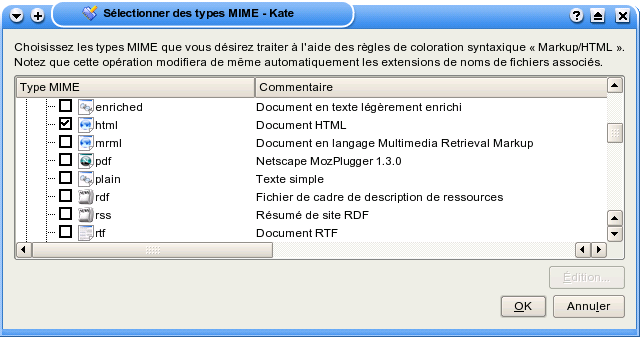 Sélectionner des types MIME - Kate
Choisissez les types MIME que vous désirez traiter à l'aide des règles de coloration syntaxique « Markup/HTML ».
Notez que cette opération modifiera de même automatiquement les extensions de noms de fichiers associés.
Type MIME Commentaire
enriched Document en texte légèrement enrichi
html Document HTML
mrml Document en langage Multimedia Retrieval Markup
pdf Netscape MozPlugger 1.3.0
plain Texte simple
rdf Fichier de cadre de description de ressources
rss Résumé de site RDF
rtf Document RTF
Édition...
OK Annuler